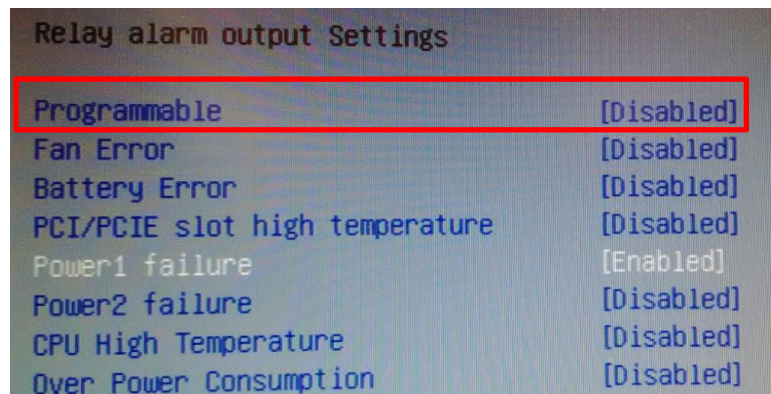 Relay alarm output Settings
Programmable [Disabled]
Fan Error [Disabled]
Battery Error [Disabled]
PCI/PCIE slot high temperature [Disabled]
Power1 failure [Enabled]
Power2 failure [Disabled]
CPU High Temperature [Disabled]
Over Power Consumption [Disabled]